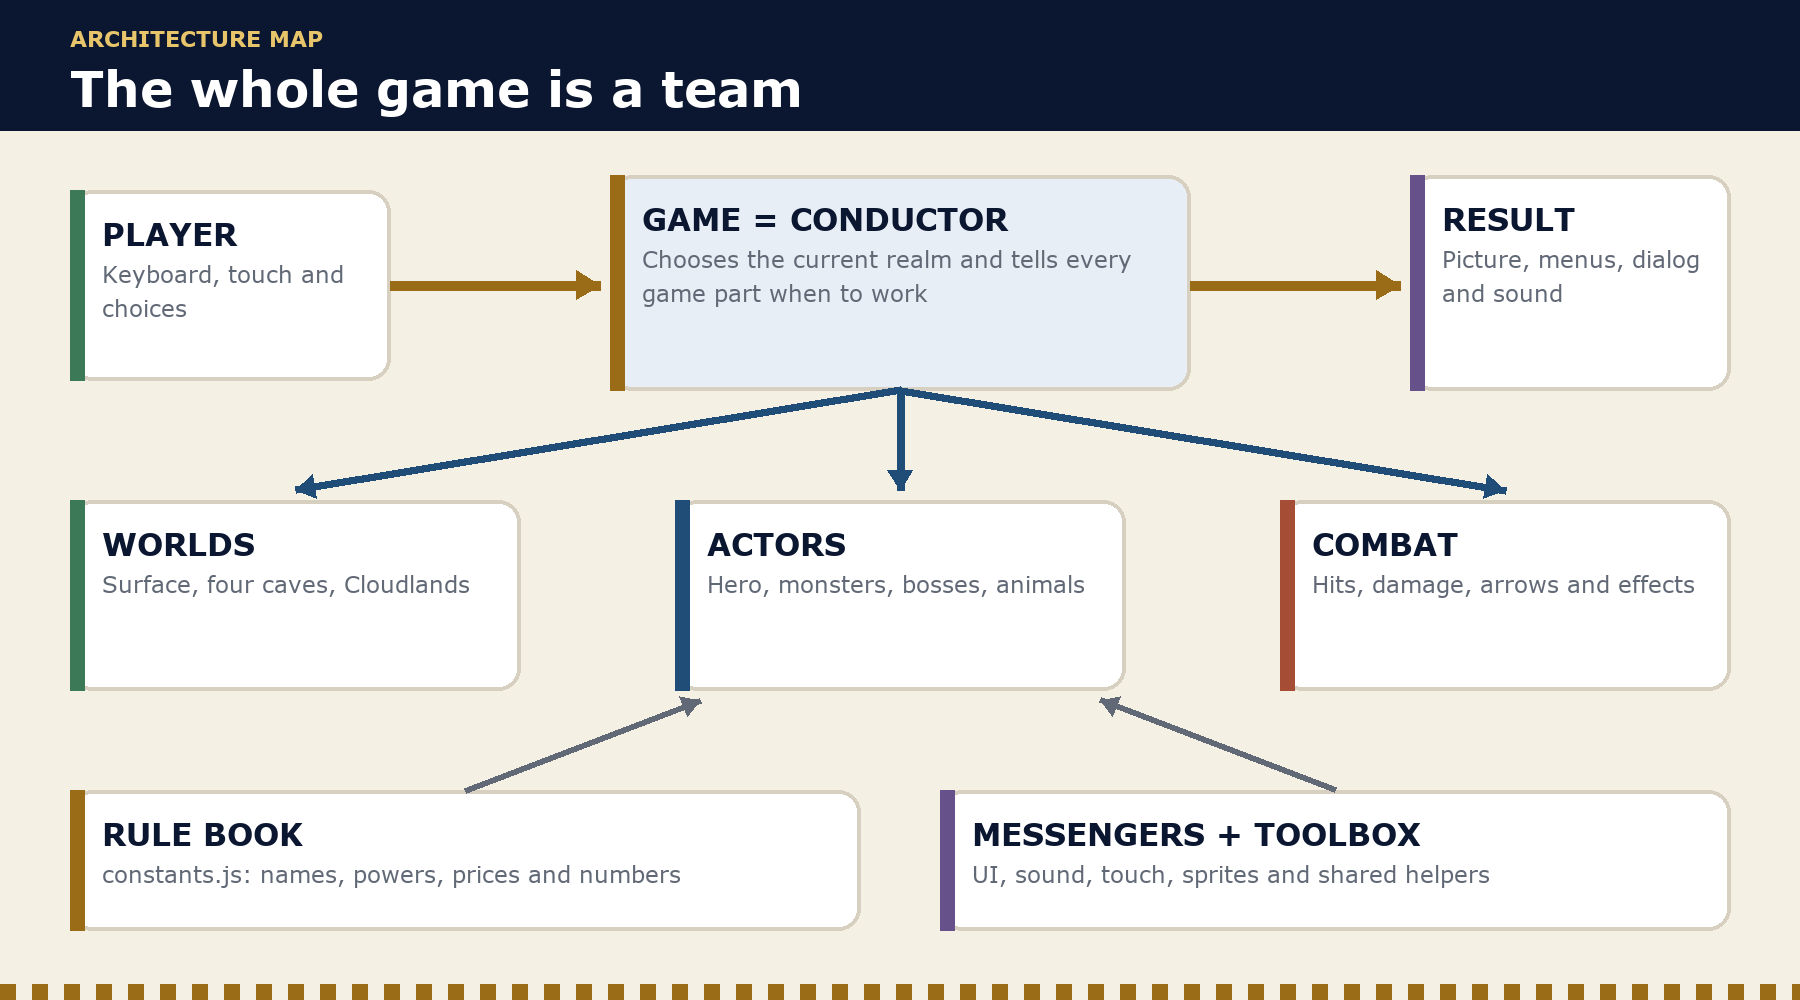 ARCHITECTURE MAP
The whole game is a team
PLAYER
Keyboard, touch and
choices
GAME = CONDUCTOR
Chooses the current realm and tells every
game part when to work
RESULT
Picture, menus, dialog
and sound
WORLDS
Surface, four caves, Cloudlands
ACTORS
Hero, monsters, bosses, animals
COMBAT
Hits, damage, arrows and effects
RULE BOOK
constants.js: names, powers, prices and numbers
MESSENGERS + TOOLBOX
UI, sound, touch, sprites and shared helpers